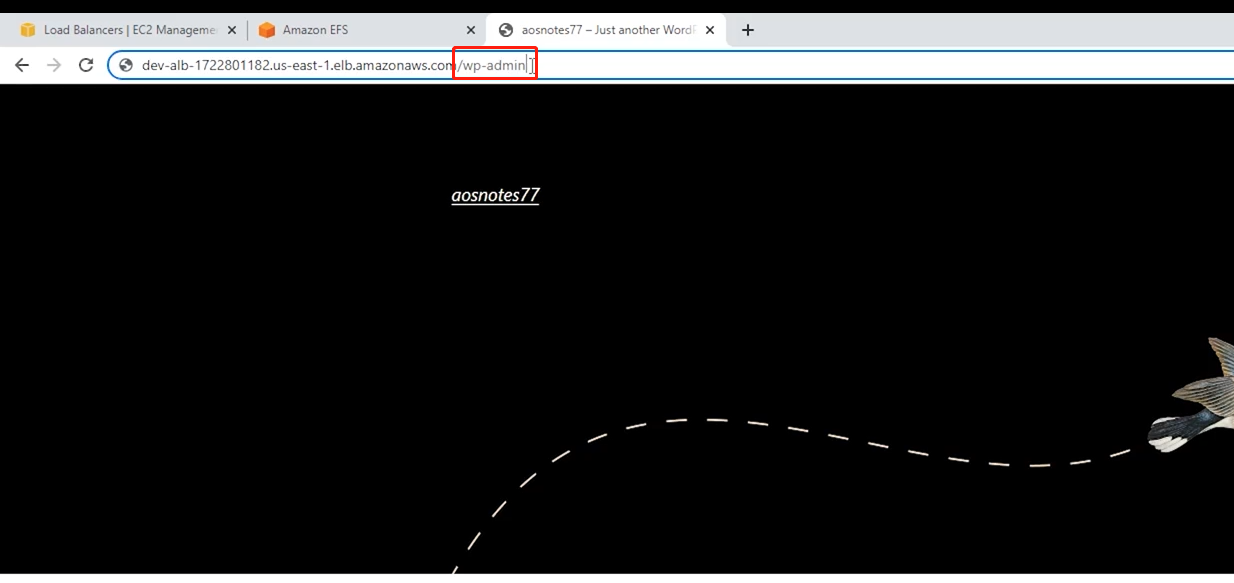 Load Balancers | EC2 Manageme
Amazon EFS
aosnotes77 – Just another WordP
dev-alb-1722801182.us-east-1.elb.amazonaws.com/wp-admin
aosnotes77